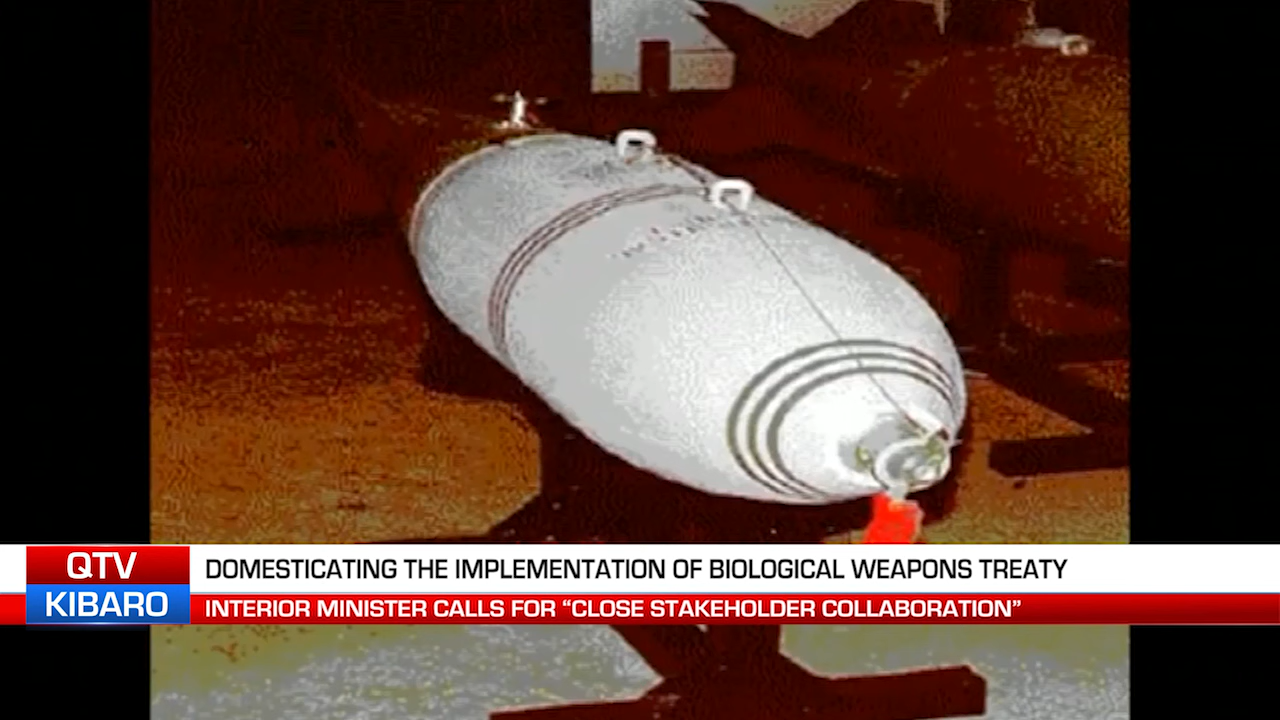 QTV
KIBARO
DOMESTICATING THE IMPLEMENTATION OF BIOLOGICAL WEAPONS TREATY
INTERIOR MINISTER CALLS FOR “CLOSE STAKEHOLDER COLLABORATION”